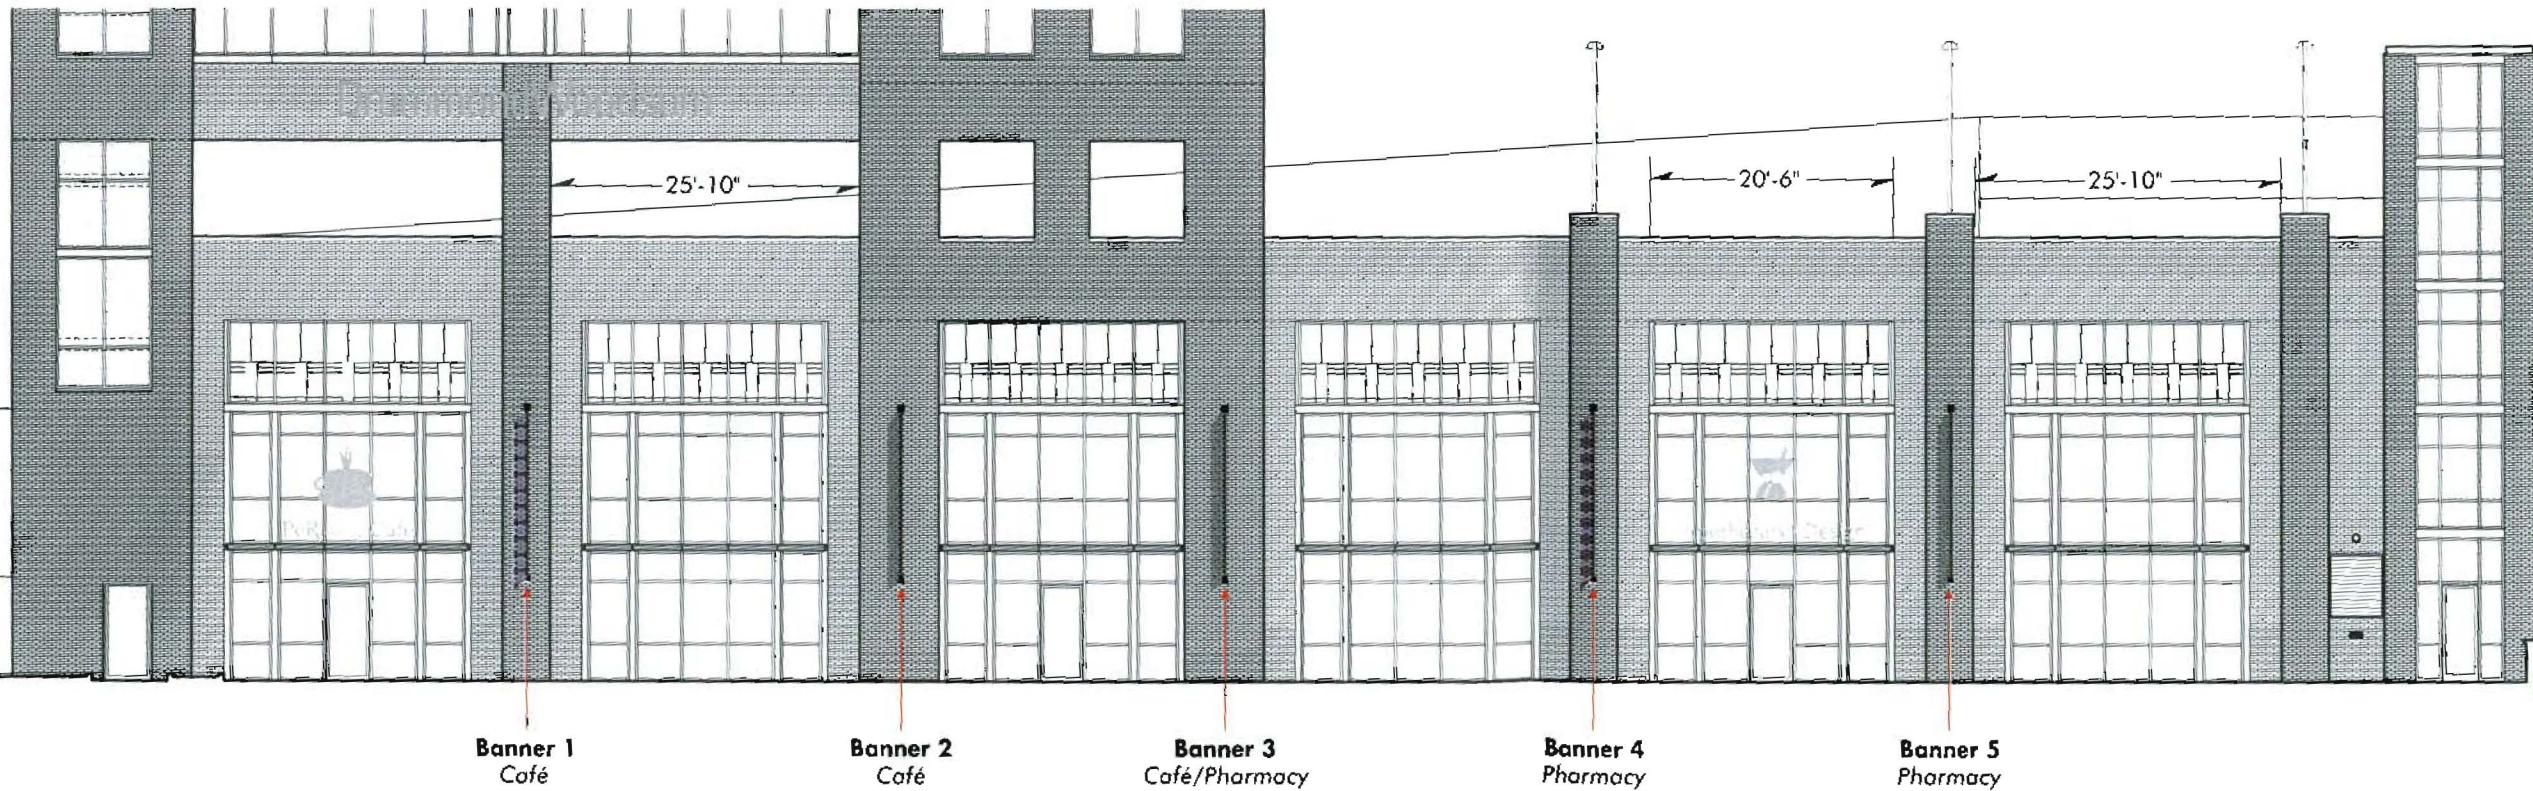 25'-10"
20'-6"
25'-10"
Banner 1
Café
Banner 2
Café
Banner 3
Café/Pharmacy
Banner 4
Pharmacy
Banner 5
Pharmacy